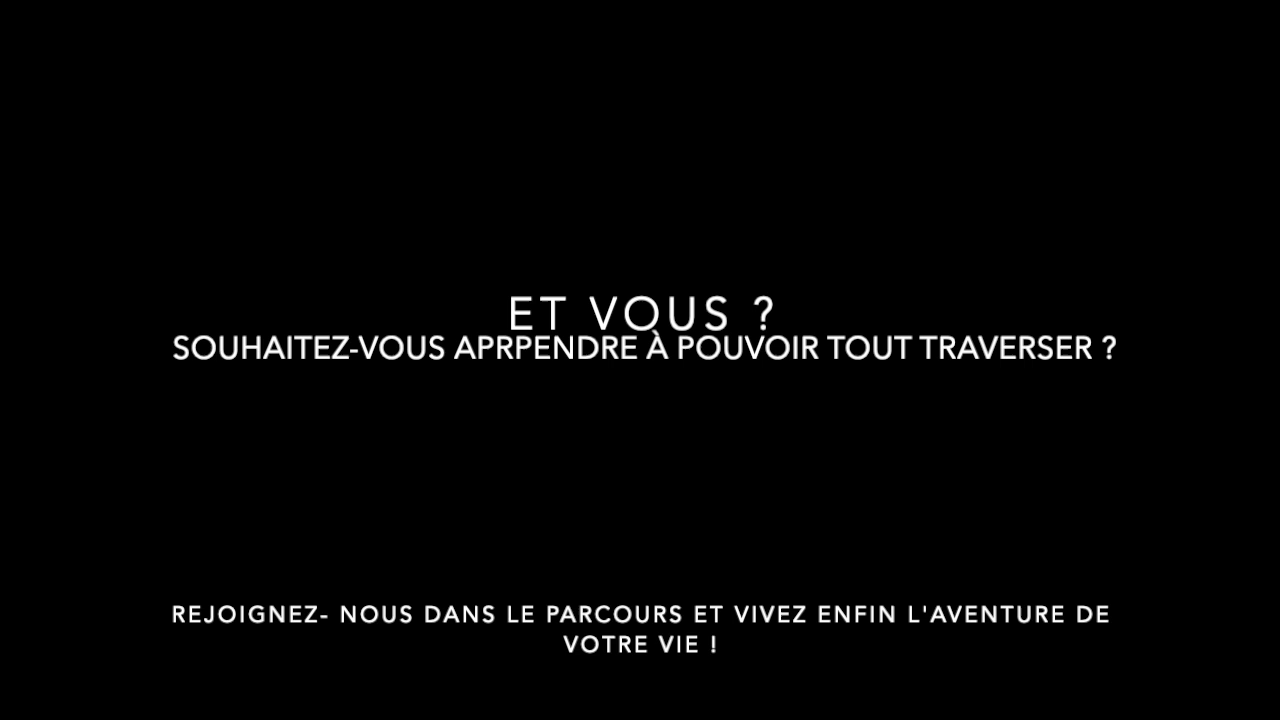 ET VOUS ?
SOUHAITEZ-VOUS APRPENDRE À POUVOIR TOUT TRAVERSER ?
REJOIGNEZ- NOUS DANS LE PARCOURS ET VIVEZ ENFIN L'AVENTURE DE
VOTRE VIE !